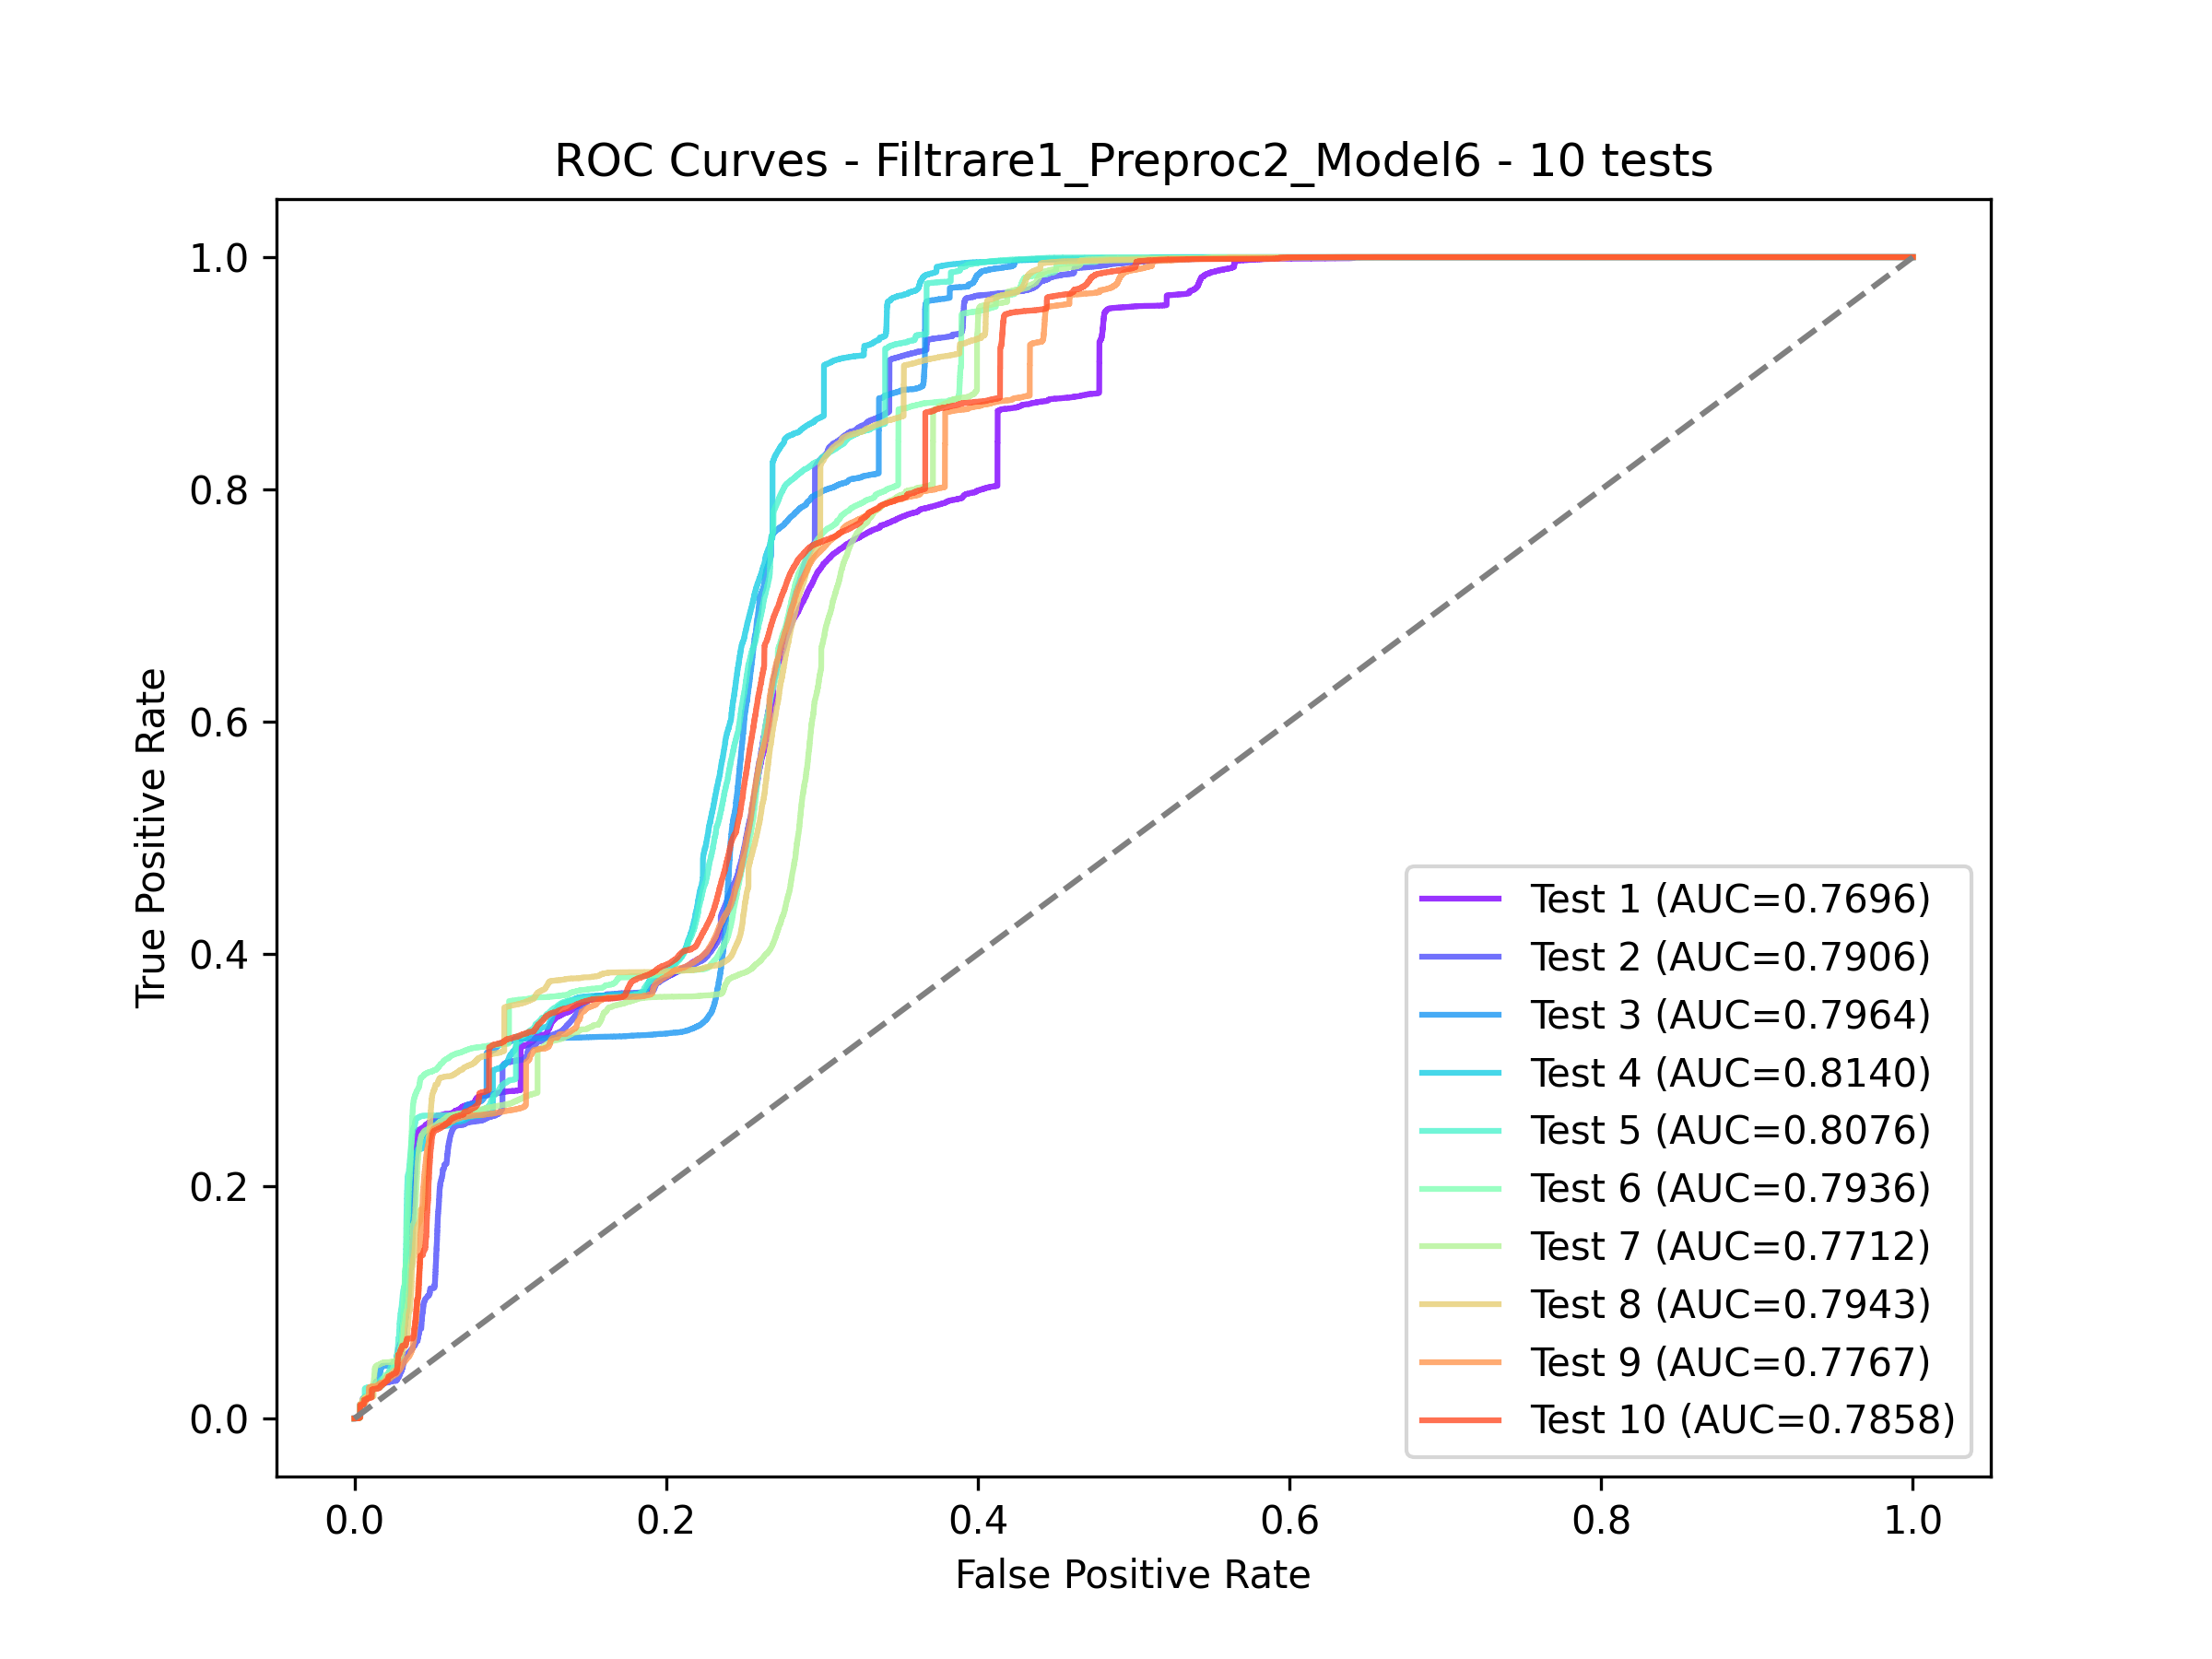 ROC Curves - Filtrare1_Preproc2_Model6 - 10 tests
True Positive Rate
1.0
0.8
0.6
0.4
0.2
0.0
Test 1 (AUC=0.7696)
Test 2 (AUC=0.7906)
Test 3 (AUC=0.7964)
Test 4 (AUC=0.8140)
Test 5 (AUC=0.8076)
Test 6 (AUC=0.7936)
Test 7 (AUC=0.7712)
Test 8 (AUC=0.7943)
Test 9 (AUC=0.7767)
Test 10 (AUC=0.7858)
0.0 0.2 0.4 0.6 0.8 1.0
False Positive Rate